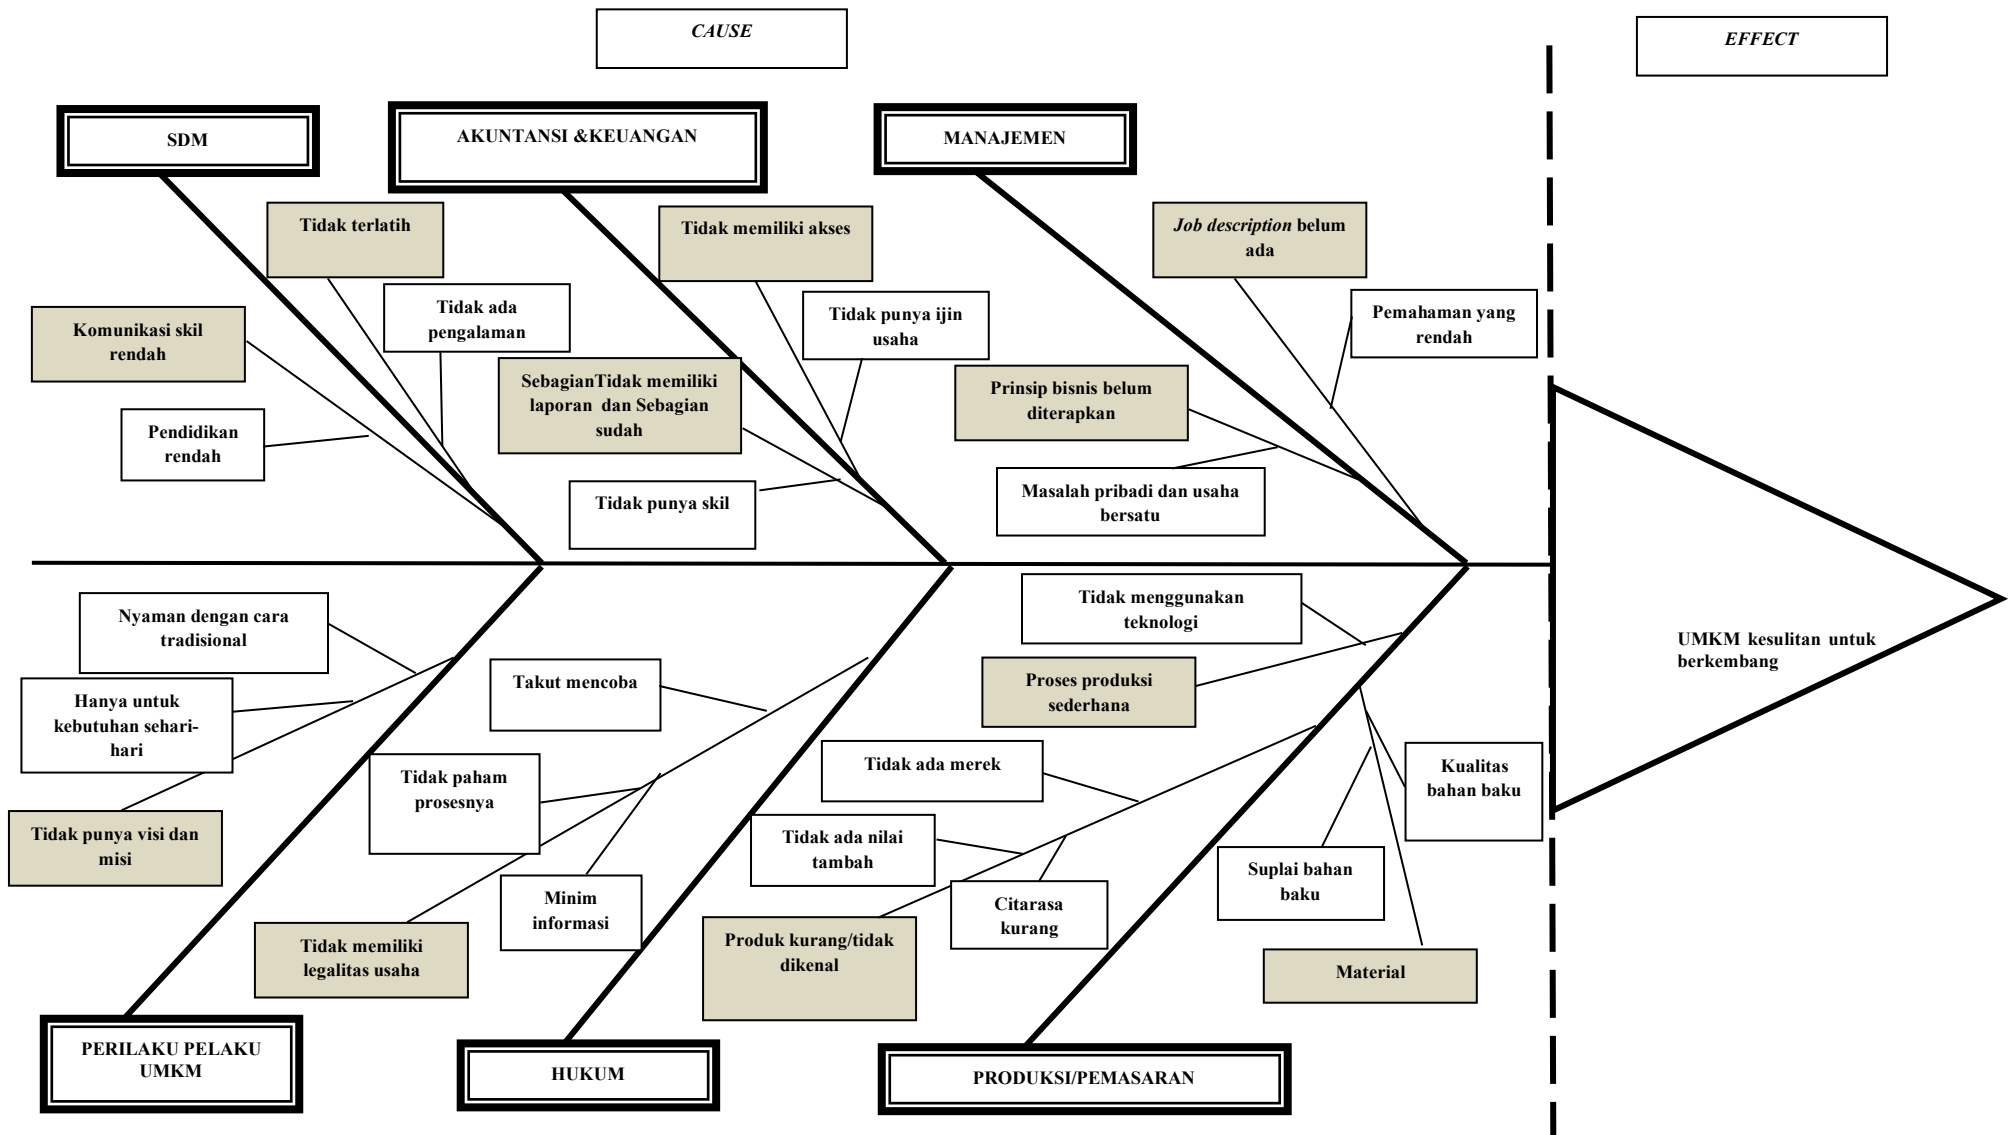 CAUSE
EFFECT
SDM
AKUNTANSI &KEUANGAN
MANAJEMEN
Tidak terlatih
Tidak memiliki akses
Job description belum
ada
Tidak ada
pengalaman
Tidak punya ijin
usaha
Pemahaman yang
rendah
Komunikasi skil
rendah
SebagianTidak memiliki
laporan dan Sebagian
sudah
Prinsip bisnis belum
diterapkan
Pendidikan
rendah
Tidak punya skil
Masalah pribadi dan usaha
bersatu
Nyaman dengan cara
tradisional
Tidak menggunakan
teknologi
UMKM kesulitan untuk
berkembang
Hanya untuk
kebutuhan sehari-
hari
Takut mencoba
Proses produksi
sederhana
Tidak paham
prosesnya
Tidak ada merek
Kualitas
bahan baku
Tidak punya visi dan
misi
Tidak ada nilai
tambah
Suplai bahan
baku
Minim
informasi
Citarasa
kurang
Tidak memiliki
legalitas usaha
Produk kurang/tidak
dikenal
Material
PERILAKU PELAKU
UMKM
HUKUM
PRODUKSI/PEMASARAN